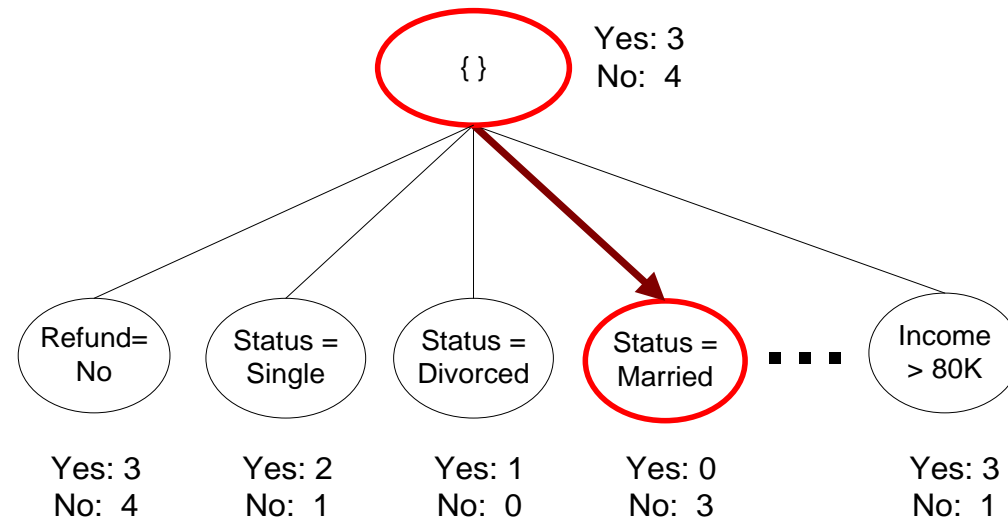 { }
Yes: 3
No: 4
Refund=
No
Status =
Single
Status =
Divorced
Status =
Married
Income
> 80K
Yes: 3
No: 4
Yes: 2
No: 1
Yes: 1
No: 0
Yes: 0
No: 3
Yes: 3
No: 1